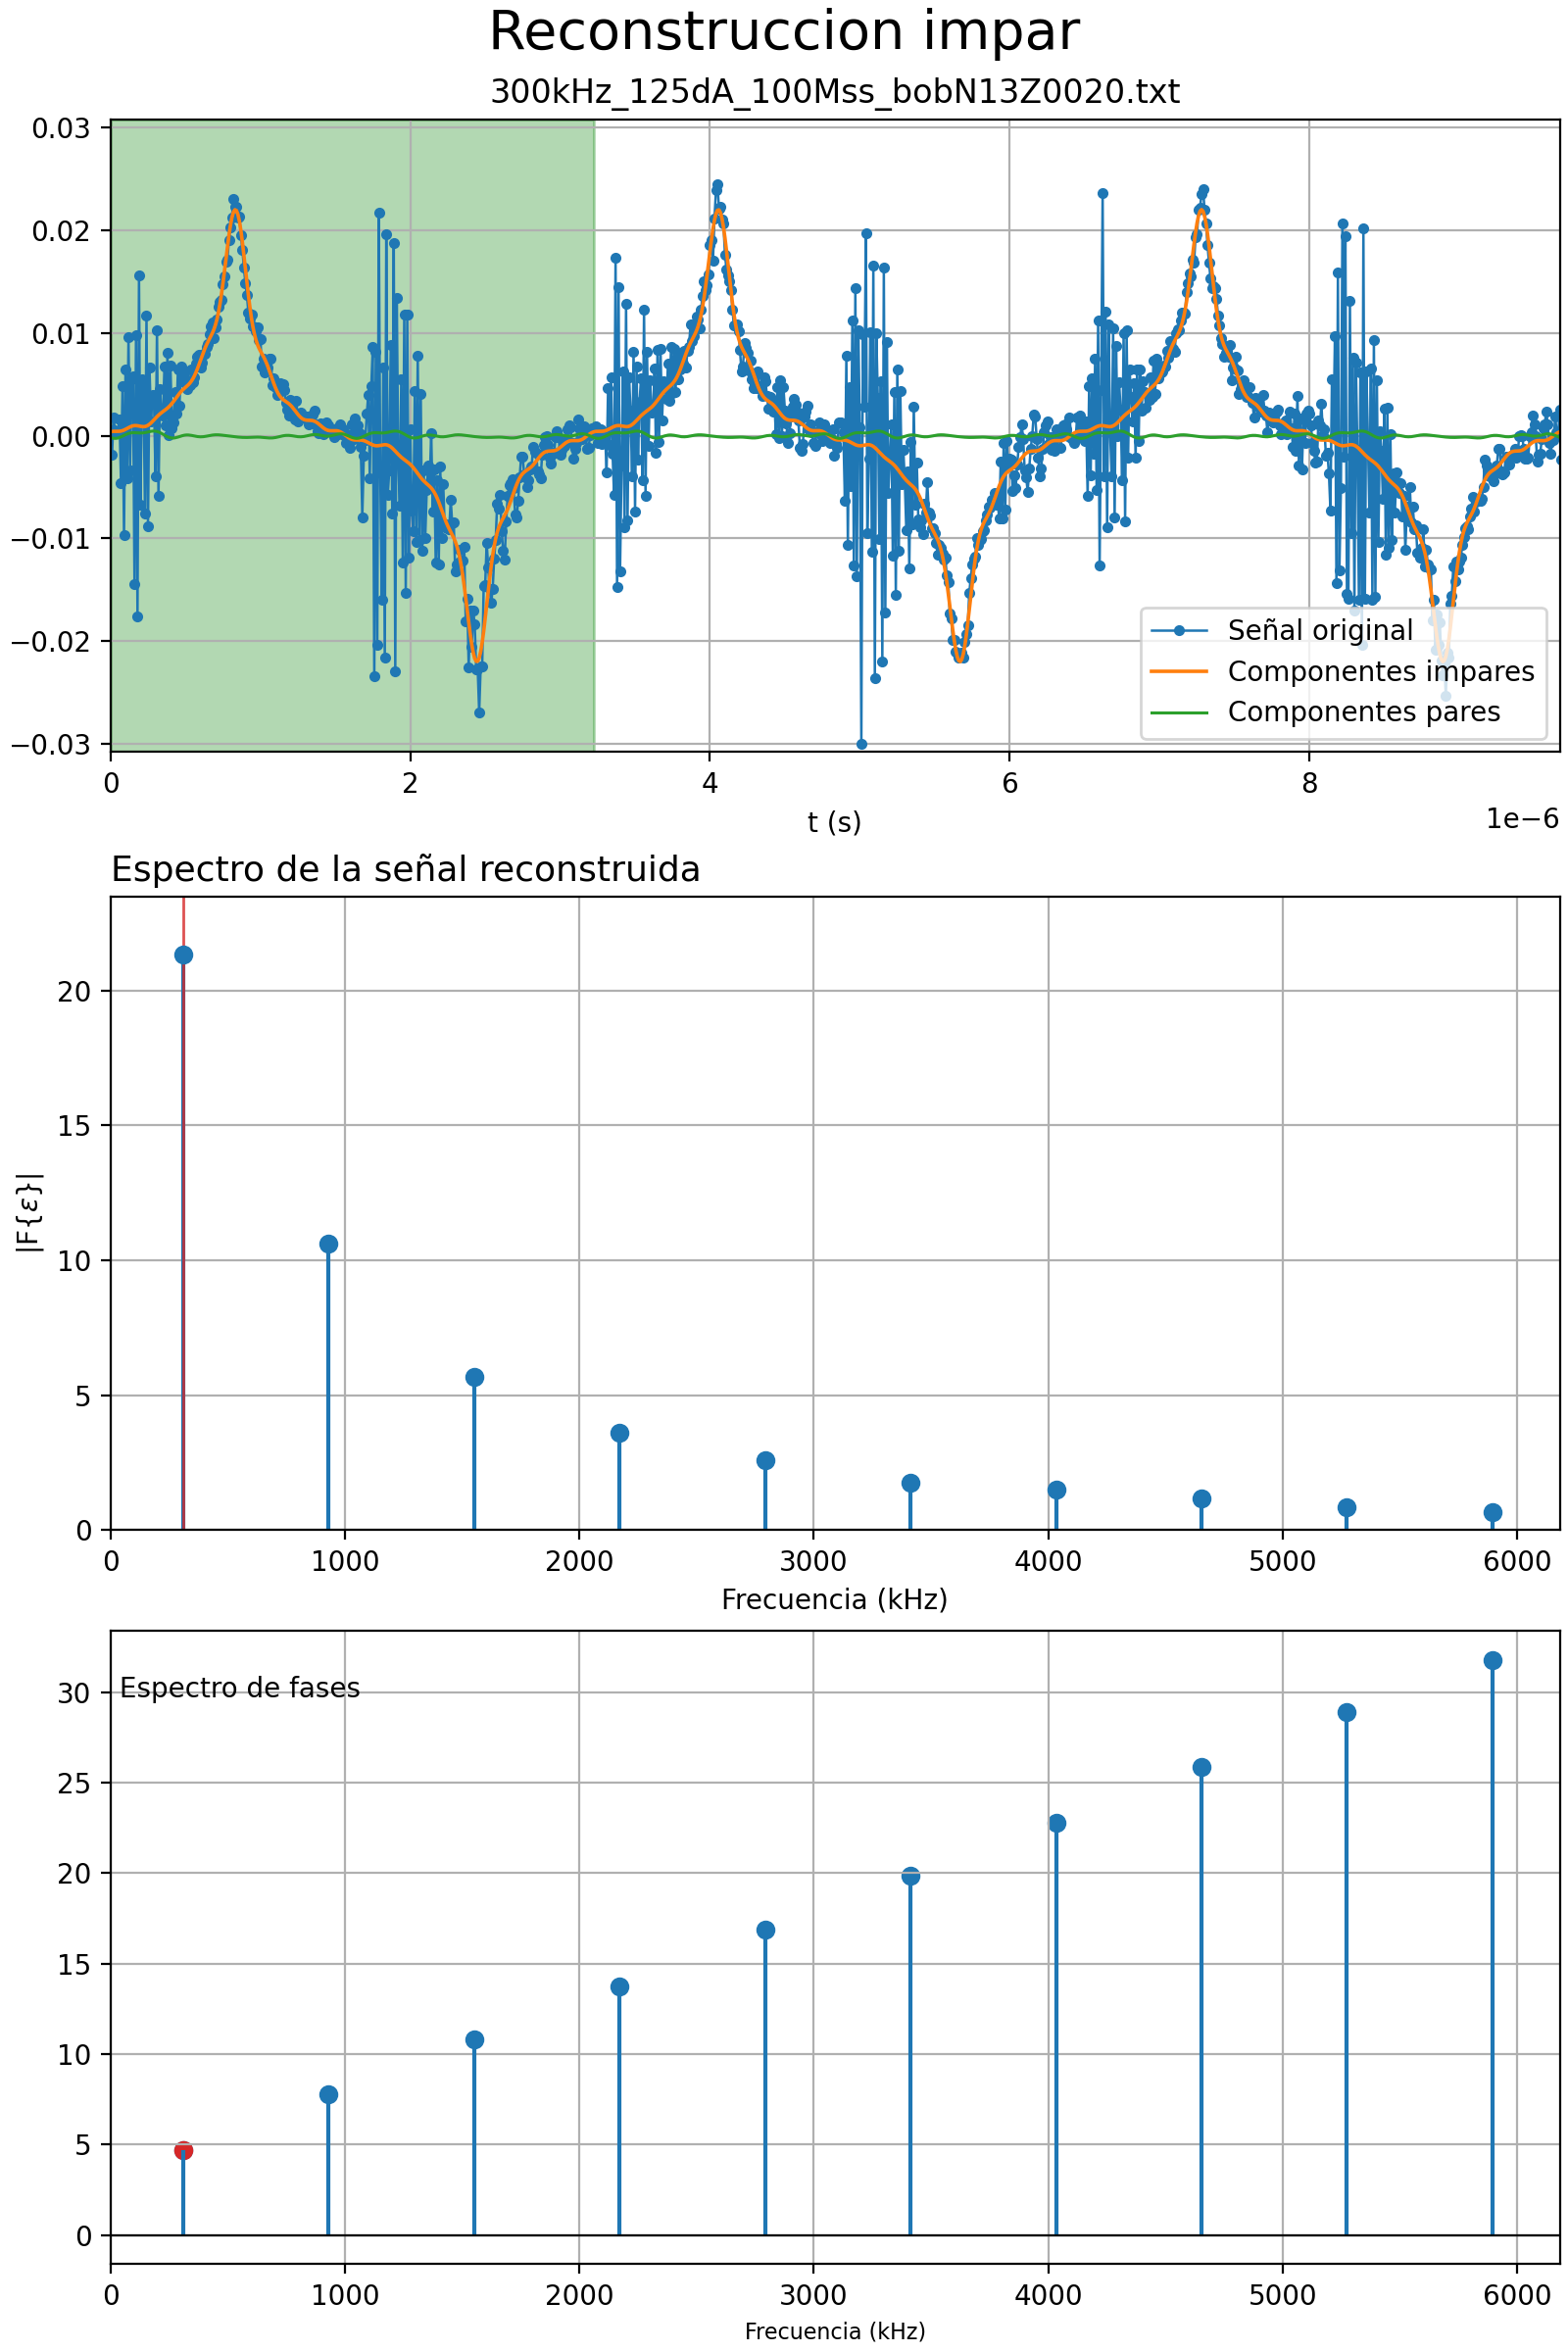 Reconstruccion impar
300kHz_125dA_100Mss_bobN13Z0020.txt
0.03
0.02
0.01
0.00
−0.01
−0.02
−0.03
Señal original
Componentes impares
Componentes pares
0 2 4 6 8
t (s)
1e−6
Espectro de la señal reconstruida
20
15
10
5
0
|F{ε}|
0 1000 2000 3000 4000 5000 6000
Frecuencia (kHz)
Espectro de fases
30
25
20
15
10
5
0
0 1000 2000 3000 4000 5000 6000
Frecuencia (kHz)